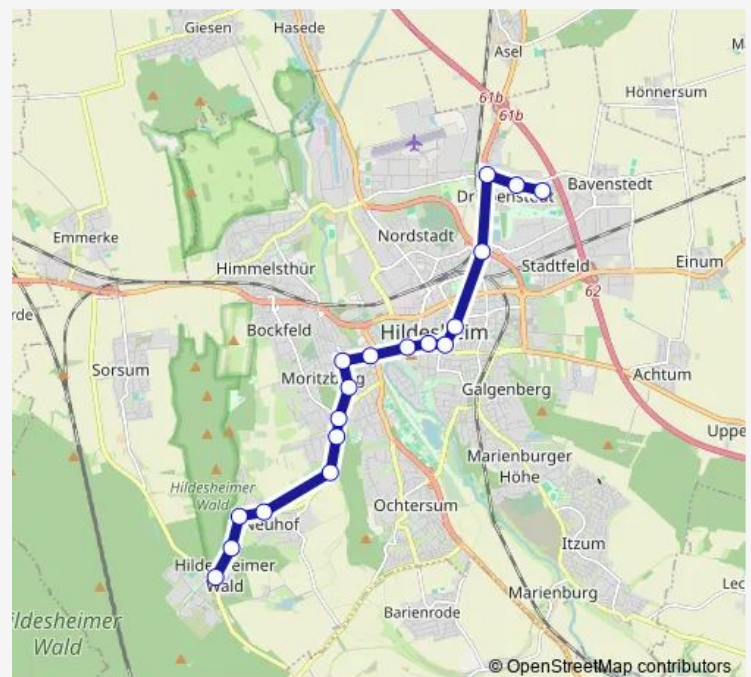 Giesen
Hasede
Asel
61b
61b
Hönnersum
Bavenstedt
Emmerke
Nordstadt
Himmelsthür
Stadtfeld
Einum
62
Bockfeld
Hildesheim
Sorsum
Achtum
Galgenberg
Marienburger
Höhe
Hildesheimer
Wald
Ochtersum
Neuhof
Itzum
Wald
Marienburg
Barienrode
Wald
© OpenStreetMap contributors